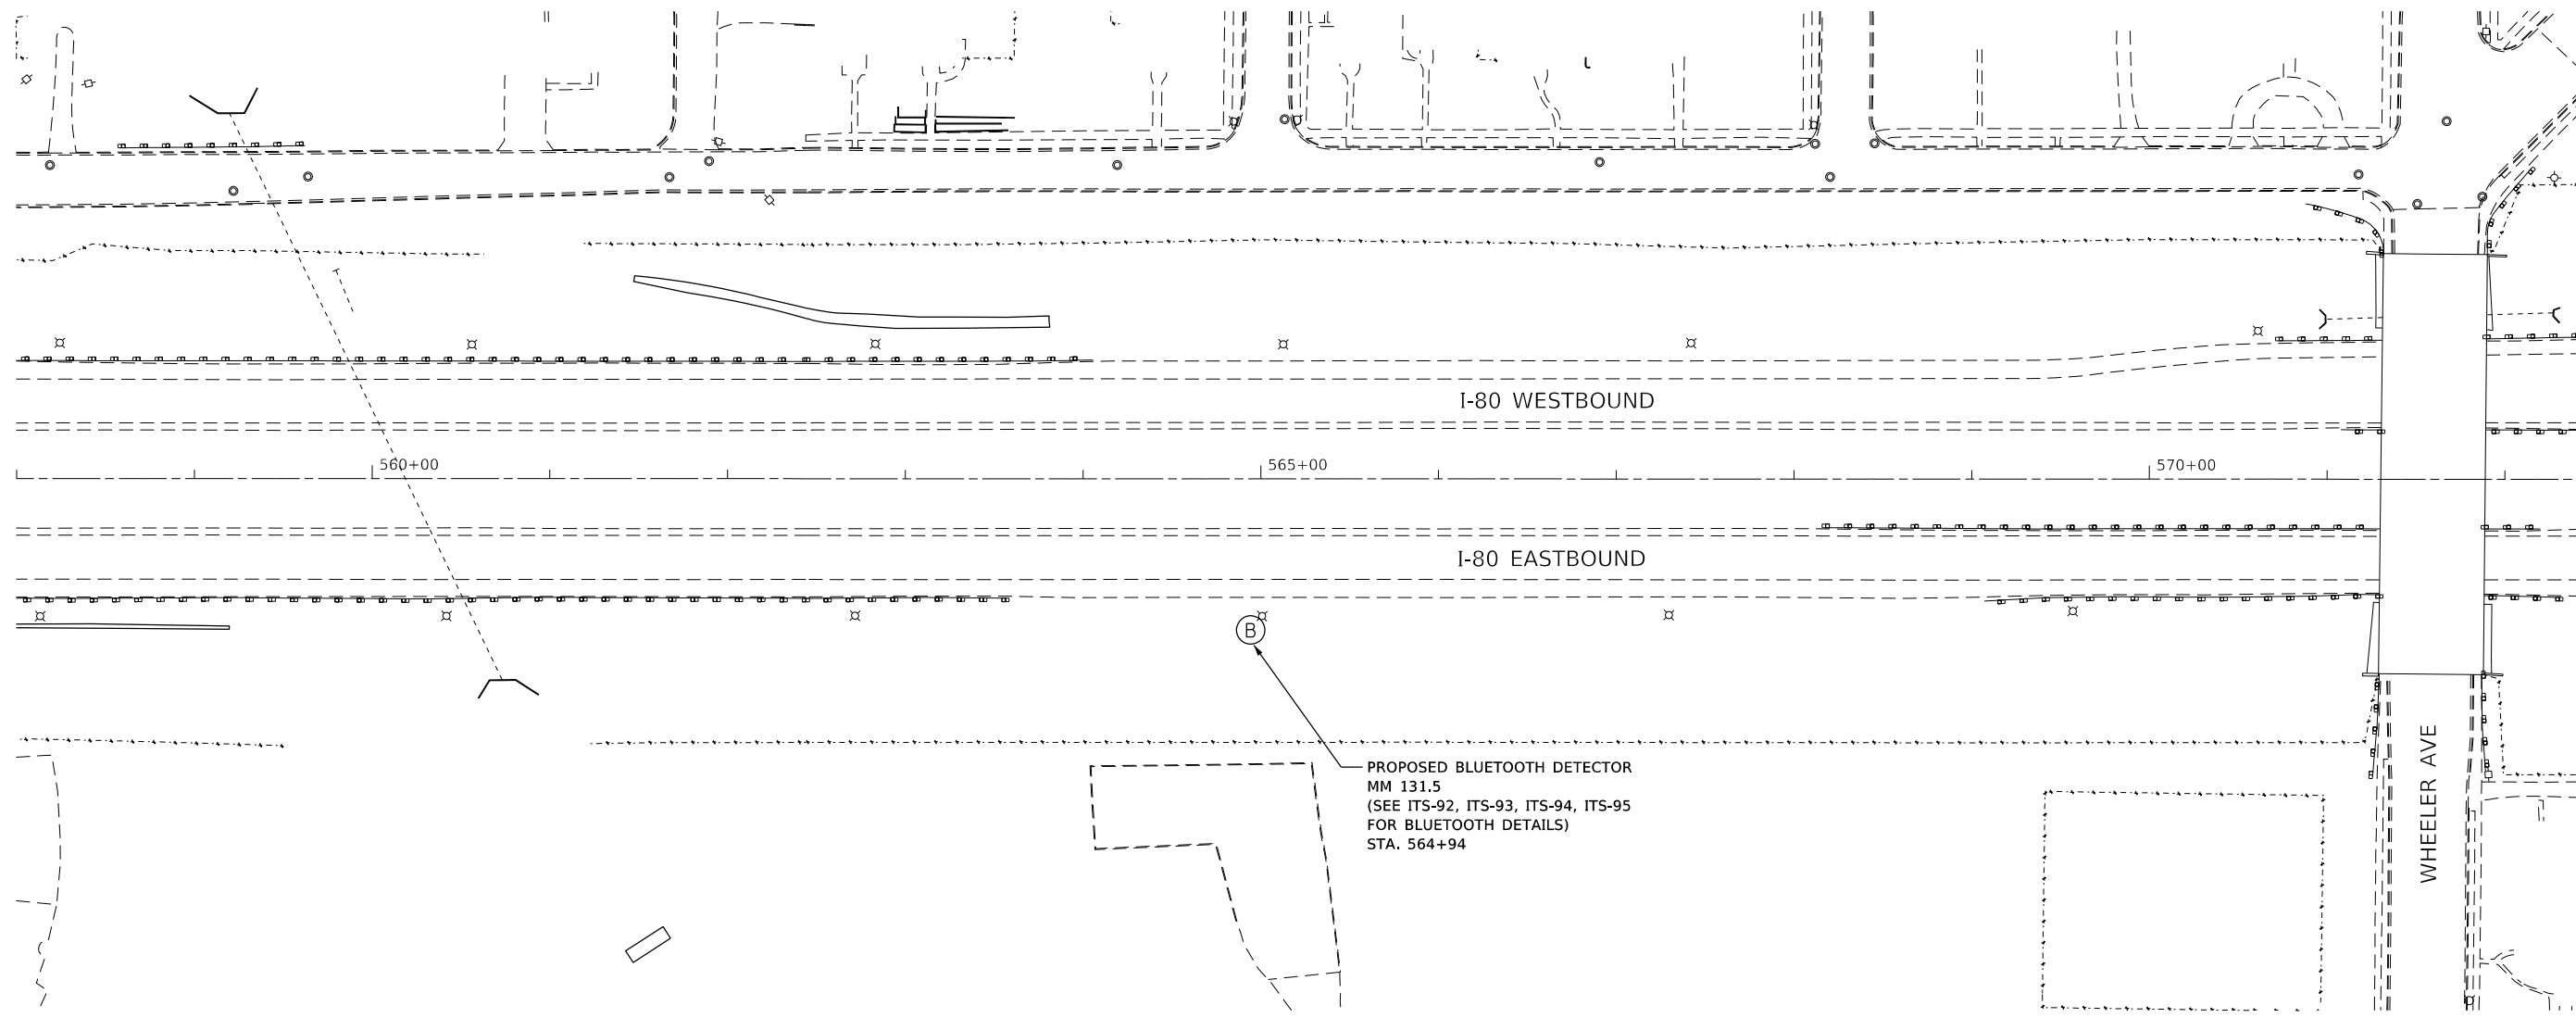 I-80 WESTBOUND
560+00
565+00
570+00
I-80 EASTBOUND
B
PROPOSED BLUETOOTH DETECTOR
MM 131.5
(SEE ITS-92, ITS-93, ITS-94, ITS-95
FOR BLUETOOTH DETAILS)
STA. 564+94
WHEELER AVE